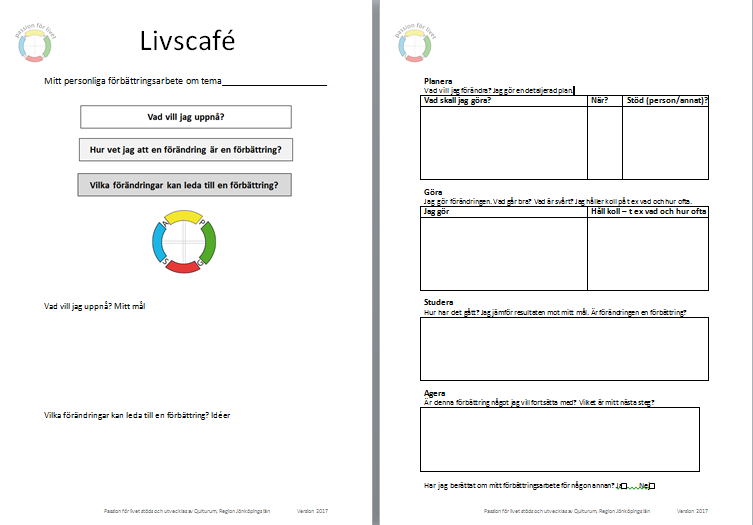 passion för livet
Livscafé
Mitt personliga förbättringsarbete om tema
Vad vill jag uppnå?
Hur vet jag att en förändring är en förbättring?
Vilka förändringar kan leda till en förbättring?
A P
S G
Vad vill jag uppnå? Mitt mål
Vilka förändringar kan leda till en förbättring? Idéer
Passion för livet stöds och utvecklas av Qulturum, Region Jönköpings län Version 2017
passion för livet
Planera
Vad vill jag förändra? Jag gör en detaljerad plan.
Vad skall jag göra? När? Stöd (person/annat)?
Göra
Jag gör förändringen. Vad går bra? Vad är svårt? Jag håller koll på t ex vad och hur ofta.
Jag gör Håll koll – t ex vad och hur ofta
Studera
Hur har det gått? Jag jämför resultaten mot mitt mål. Är förändringen en förbättring?
Agera
Är denna förbättring något jag vill fortsätta med? Vilket är mitt nästa steg?
Har jag berättat om mitt förbättringsarbete för någon annan? Ja Nej
Passion för livet stöds och utvecklas av Qulturum, Region Jönköpings län Version 2017